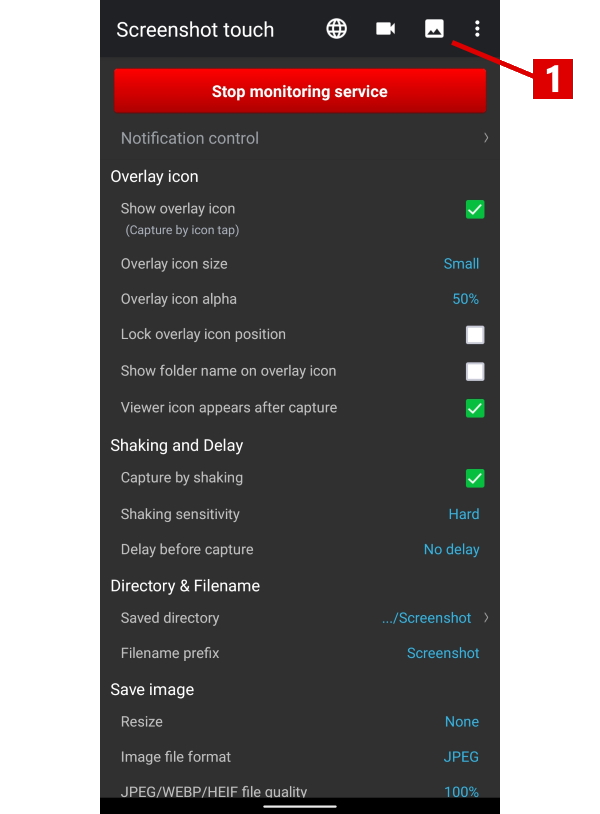 Screenshot touch
1
Stop monitoring service
Notification control
Overlay icon
Show overlay icon
(Capture by icon tap)
Overlay icon size Small
Overlay icon alpha 50%
Lock overlay icon position
Show folder name on overlay icon
Viewer icon appears after capture
Shaking and Delay
Capture by shaking
Shaking sensitivity Hard
Delay before capture No delay
Directory & Filename
Saved directory .../Screenshot
Filename prefix Screenshot
Save image
Resize None
Image file format JPEG
JPEG/WEBP/HEIF file quality 100%